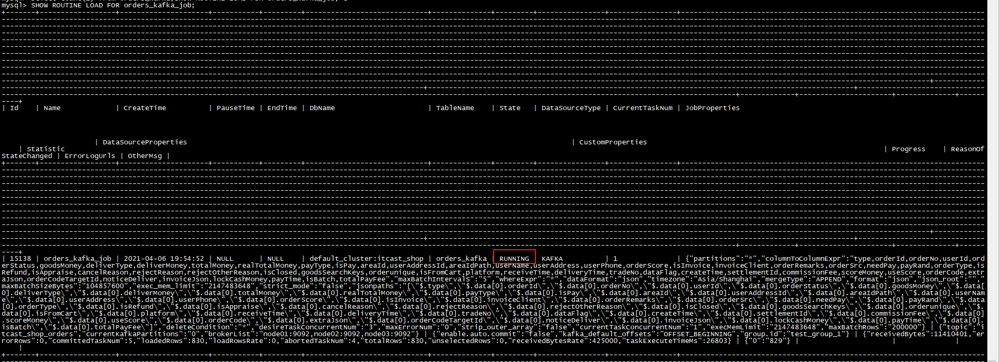 mysql> SHOW ROUTINE LOAD FOR orders_kafka_job;
| Id | Name | CreateTime | PauseTime | EndTime | DbName | TableName | State | DataSourceType | CurrentTaskNum | JobProperties
| DataSourceProperties | CustomProperties
| Statistic | Progress | ReasonOf
StateChanged | ErrorLogUrls | OtherMsg |
| 15138 | orders_kafka_job | 2021-04-06 19:54:52 | NULL | NULL | default_cluster:itcast_shop | orders_kafka | RUNNING KAFKA | 1 | {"partitions":"*","columnToColumnExpr":"type,orderId,orderNo,userId,ord
erStatus,goodsMoney,deliverType,deliverMoney,totalMoney,realTotalMoney,payType,isPay,areaId,userAddressId,areaIdPath,userName,userAddress,userPhone,orderScore,isInvoice,invoiceClient,orderRemarks,orderSrc,needPay,payRand,orderType,is
Refund,isAppraise,cancelReason,rejectReason,rejectOtherReason,isClosed,goodsSearchKeys,orderunique,isFromCart,platform,receiveTime,deliveryTime,tradeNo,dataFlag,createTime,settlementId,commissionFee,scoreMoney,useScore,orderCode,extr
aJson,orderCodeTargetId,noticeDeliver,invoiceJson,lockCashMoney,payTime,isBatch,totalPayFee","maxBatchIntervalS":"5","whereExpr":"*","dataFormat":"json","timezone":"Asia/Shanghai","mergeType":"APPEND","format":"json","json_root":"","
maxBatchSizeBytes":"104857600","exec_mem_limit":"2147483648","strict_mode":"false","jsonpaths":"[\"$.type\",\"$.data[0].orderId\",\"$.data[0].orderNo\",\"$.data[0].userId\",\"$.data[0].orderStatus\",\"$.data[0].goodsMoney\",\"$.data[
0].deliverType\",\"$.data[0].deliverMoney\",\"$.data[0].totalMoney\",\"$.data[0].realTotalMoney\",\"$.data[0].payType\",\"$.data[0].isPay\",\"$.data[0].areaId\",\"$.data[0].userAddressId\",\"$.data[0].areaIdPath\",\"$.data[0].userNam
e\",\"$.data[0].userAddress\",\"$.data[0].userPhone\",\"$.data[0].orderScore\",\"$.data[0].isInvoice\",\"$.data[0].invoiceClient\",\"$.data[0].orderRemarks\",\"$.data[0].orderSrc\",\"$.data[0].needPay\",\"$.data[0].payRand\",\"$.data
[0].orderType\",\"$.data[0].isRefund\",\"$.data[0].isAppraise\",\"$.data[0].cancelReason\",\"$.data[0].rejectReason\",\"$.data[0].rejectOtherReason\",\"$.data[0].isClosed\",\"$.data[0].goodsSearchKeys\",\"$.data[0].orderunique\",\"$.
data[0].isFromCart\",\"$.data[0].platform\",\"$.data[0].receiveTime\",\"$.data[0].deliveryTime\",\"$.data[0].tradeNo\",\"$.data[0].dataFlag\",\"$.data[0].createTime\",\"$.data[0].settlementId\",\"$.data[0].commissionFee\",\"$.data[0]
.scoreMoney\",\"$.data[0].useScore\",\"$.data[0].orderCode\",\"$.data[0].extraJson\",\"$.data[0].orderCodeTargetId\",\"$.data[0].noticeDeliver\",\"$.data[0].invoiceJson\",\"$.data[0].lockCashMoney\",\"$.data[0].payTime\",\"$.data[0].
isBatch\",\"$.data[0].totalPayFee\"]","deleteCondition":"*","desireTaskConcurrentNum":"3","maxErrorNum":"0","strip_outer_array":"false","currentTaskConcurrentNum":"1","execMemLimit":"2147483648","maxBatchRows":"200000"} | {"topic":"i
tcast_shop_orders","currentKafkaPartitions":"0","brokerList":"node01:9092,node02:9092,node03:9092"} | {"enable.auto.commit":"false","kafka_default_offsets":"OFFSET_BEGINNING","group.id":"test_group_1"} | {"receivedBytes":11410401,"er
rorRows":0,"committedTaskNum":5,"loadedRows":830,"loadRowsRate":0,"abortedTaskNum":4,"totalRows":830,"unselectedRows":0,"receivedBytesRate":425000,"taskExecuteTimeMs":26803} | {"0":"829"} | | |
|